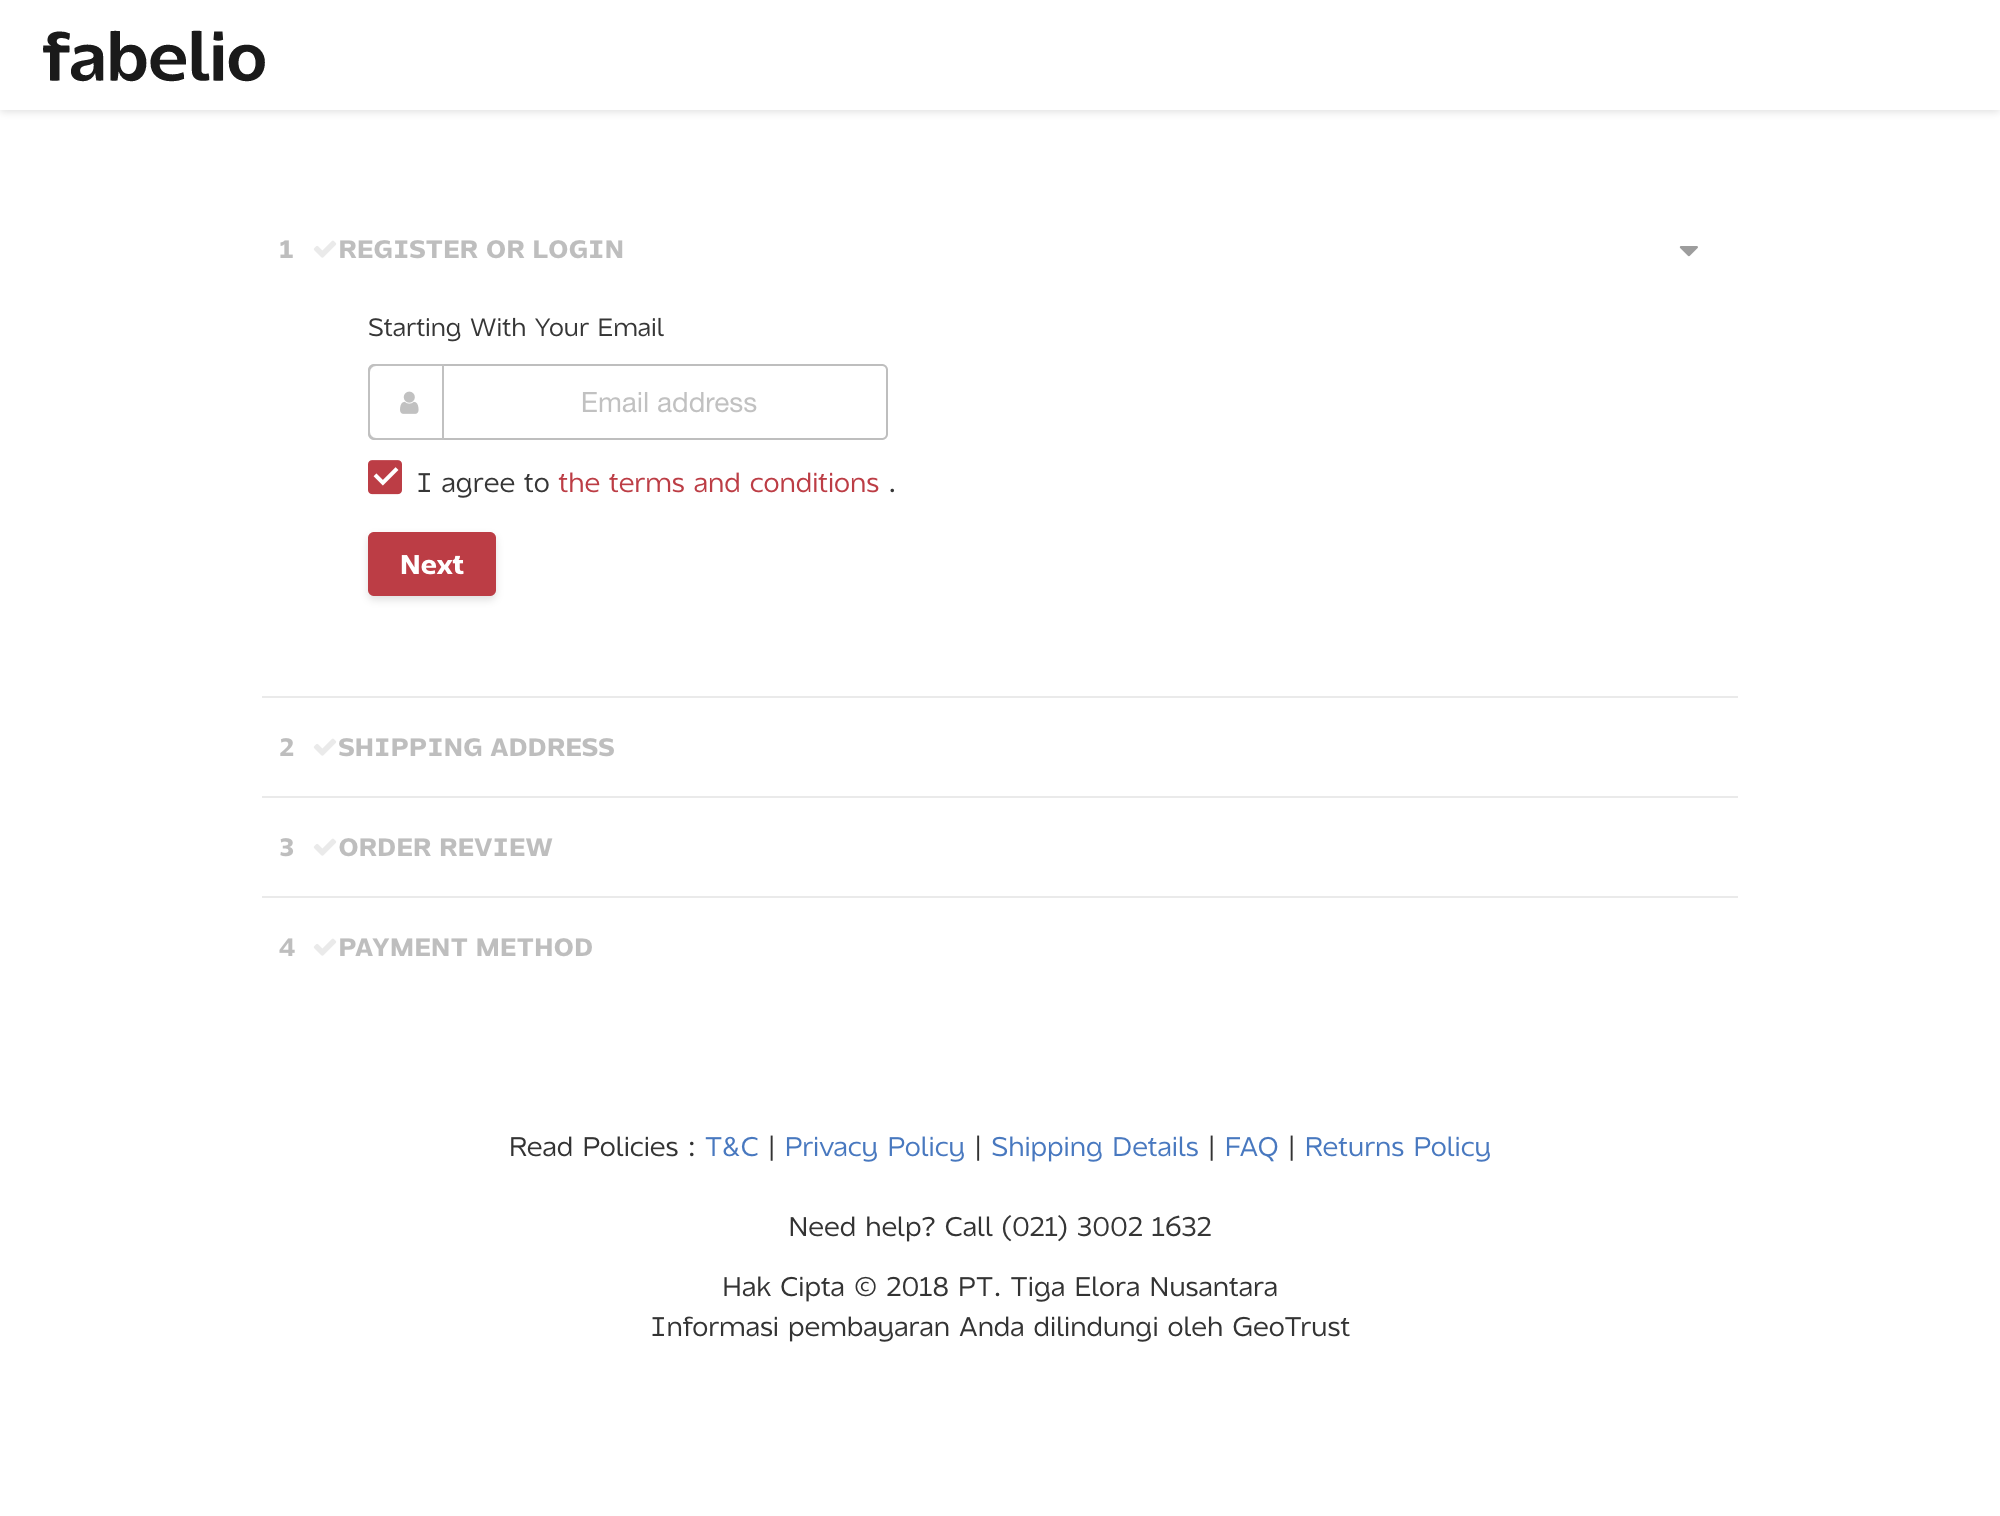 fabelio
1 REGISTER OR LOGIN
Starting With Your Email
Email address
I agree to the terms and conditions .
Next
2 SHIPPING ADDRESS
3 ORDER REVIEW
4 PAYMENT METHOD
Read Policies : T&C | Privacy Policy | Shipping Details | FAQ | Returns Policy
Need help? Call (021) 3002 1632
Hak Cipta © 2018 PT. Tiga Elora Nusantara
Informasi pembayaran Anda dilindungi oleh GeoTrust